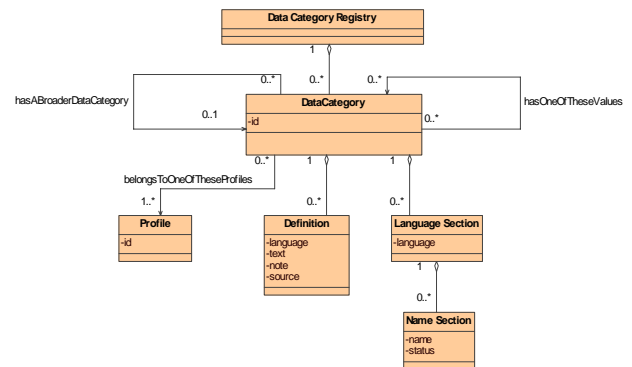 Data Category Registry
1
0..*
0..*
0..*
hasABroaderDataCategory
hasOneOfTheseValues
DataCategory
0..1
-id
0..*
0..*
1
1
belongsToOneOfTheseProfiles
1..*
0..*
0..*
Profile
Definition
Language Section
-id
-language
-language
-text
-note
-source
1
0..*
Name Section
-name
-status